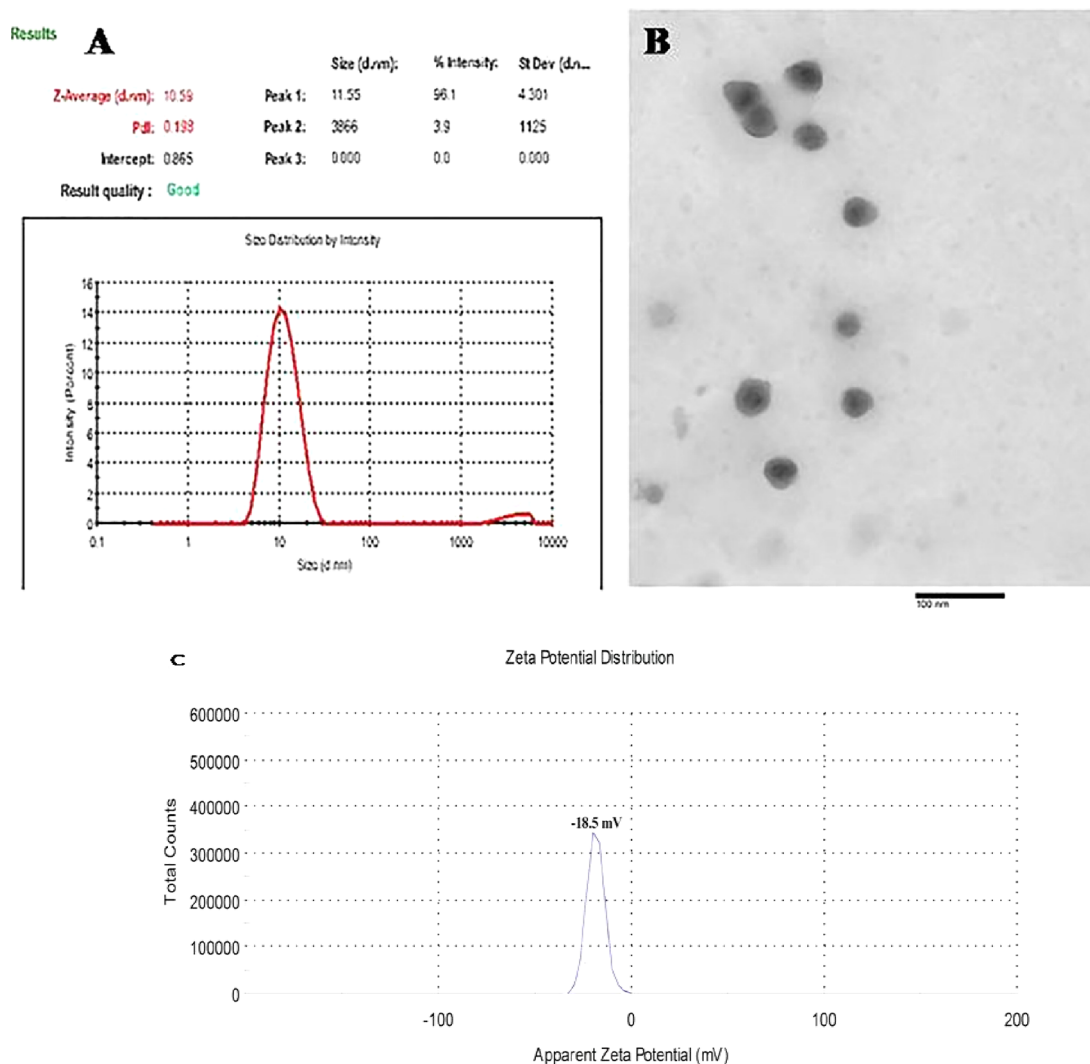 Results
A
Size (d.nm): % Intensity: St Dev (d.n...
Z-Average (d.nm): 10.59 Peak 1: 11.55 96.1 4.301
PdI: 0.193 Peak 2: 3866 3.9 1125
Intercept: 0.865 Peak 3: 0.000 0.0 0.000
Result quality : Good
Size Distribution by Intensity
Intensity (Percent)
16
14
12
10
8
6
4
2
0
0.1 1 10 100 1000 10000
Size (d.nm)
B
100 nm
C
Zeta Potential Distribution
Total Counts
600000
500000
400000
300000
200000
100000
0
-18.5 mV
-100 0 100 200
Apparent Zeta Potential (mV)